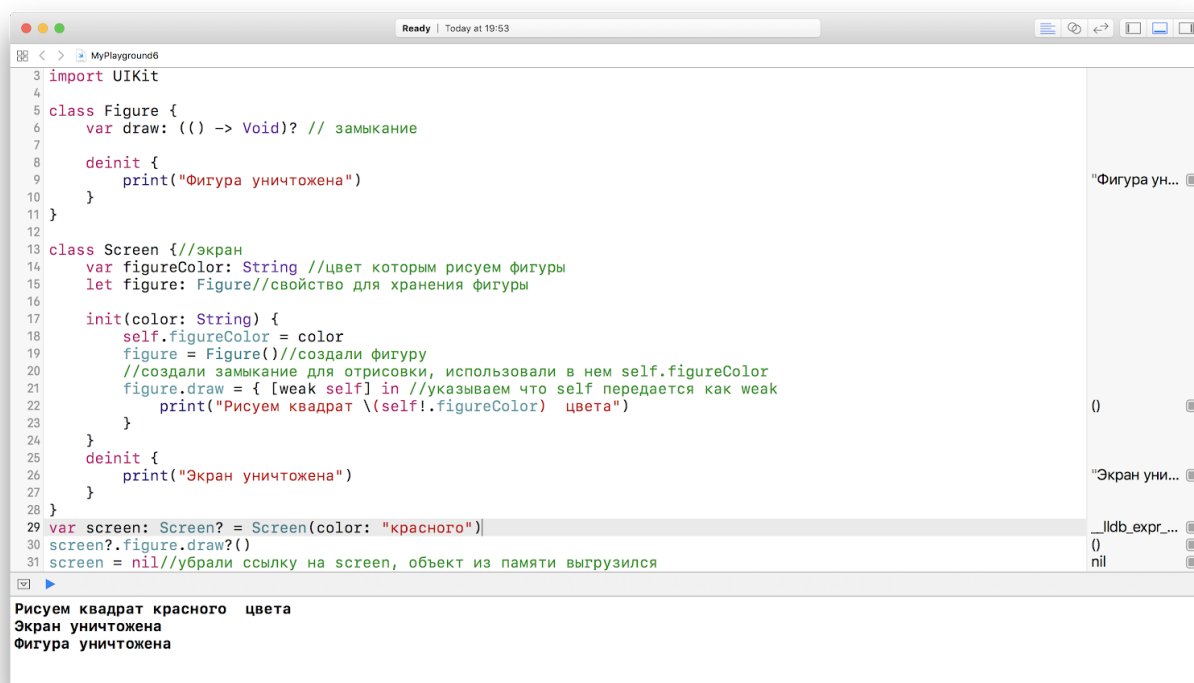 Ready | Today at 19:53
MyPlayground6
3 import UIKit
4
5 class Figure {
6     var draw: (() -> Void)? // замыкание
7
8     deinit {
9         print("Фигура уничтожена")
"Фигура ун...
10     }
11 }
12
13 class Screen {//экран
14     var figureColor: String //цвет которым рисуем фигуры
15     let figure: Figure//свойство для хранения фигуры
16
17     init(color: String) {
18         self.figureColor = color
19         figure = Figure()//создали фигуру
20         //создали замыкание для отрисовки, использовали в нем self.figureColor
21         figure.draw = { [weak self] in //указываем что self передается как weak
22             print("Рисуем квадрат \(self!.figureColor)  цвета")
()
23         }
24     }
25     deinit {
26         print("Экран уничтожена")
"Экран уни...
27     }
28 }
29 var screen: Screen? = Screen(color: "красного")
__lldb_expr_...
30 screen?.figure.draw?()
()
31 screen = nil//убрали ссылку на screen, объект из памяти выгрузился
nil
Рисуем квадрат красного  цвета
Экран уничтожена
Фигура уничтожена